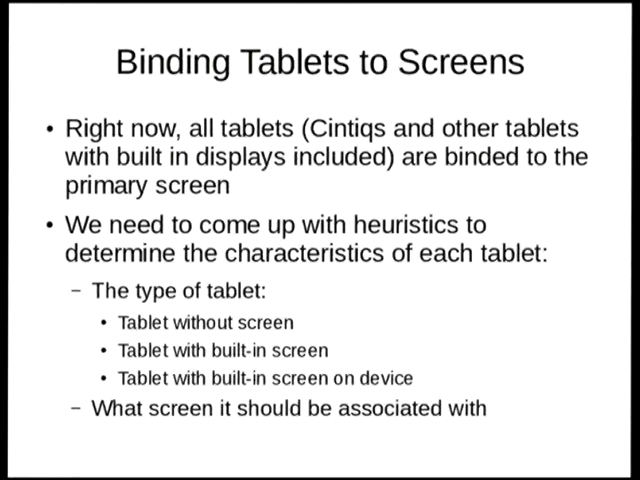 Binding Tablets to Screens
• Right now, all tablets (Cintiqs and other tablets
with built in displays included) are binded to the
primary screen
• We need to come up with heuristics to
determine the characteristics of each tablet:
– The type of tablet:
• Tablet without screen
• Tablet with built-in screen
• Tablet with built-in screen on device
– What screen it should be associated with